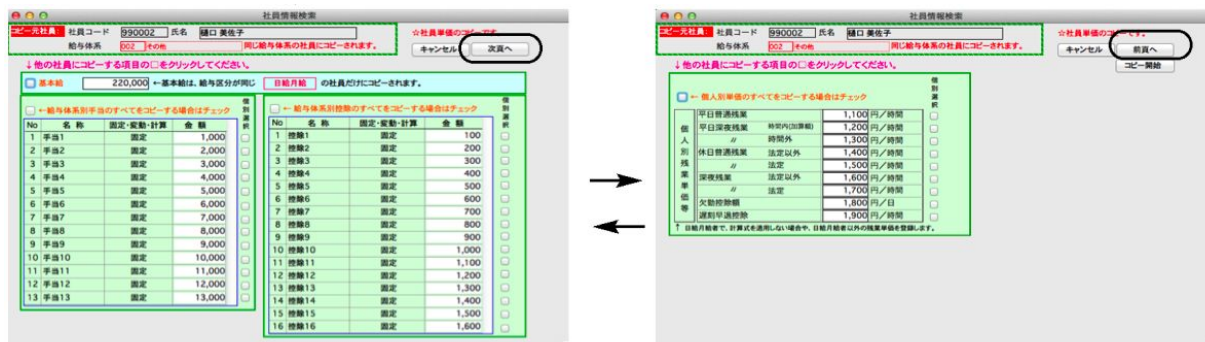 社員情報検索
コピー元社員: 社員コード 990002 氏名 樋口 美佐子
☆社員単価のコピーです。
給与体系 002 その他 同じ給与体系の社員にコピーされます。
キャンセル 次頁へ
↓他の社員にコピーする項目の□をクリックしてください。
基本給 220,000 ←基本給は、給与区分が同じ 日給月給 の社員だけにコピーされます。
←給与体系別手当のすべてをコピーする場合はチェック 個別選択
No 名 称 固定・変動・計算 金 額
1 手当1 固定 1,000
2 手当2 固定 2,000
3 手当3 固定 3,000
4 手当4 固定 4,000
5 手当5 固定 5,000
6 手当6 固定 6,000
7 手当7 固定 7,000
8 手当8 固定 8,000
9 手当9 固定 9,000
10 手当10 固定 10,000
11 手当11 固定 11,000
12 手当12 固定 12,000
13 手当13 固定 13,000
←給与体系別控除のすべてをコピーする場合はチェック 個別選択
No 名 称 固定・変動・計算 金 額
1 控除1 固定 100
2 控除2 固定 200
3 控除3 固定 300
4 控除4 固定 400
5 控除5 固定 500
6 控除6 固定 600
7 控除7 固定 700
8 控除8 固定 800
9 控除9 固定 900
10 控除10 固定 1,000
11 控除11 固定 1,100
12 控除12 固定 1,200
13 控除13 固定 1,300
14 控除14 固定 1,400
15 控除15 固定 1,500
16 控除16 固定 1,600
社員情報検索
コピー元社員: 社員コード 990002 氏名 樋口 美佐子
☆社員単価のコピーです。
給与体系 002 その他 同じ給与体系の社員にコピーされます。
キャンセル 前頁へ
コピー開始
↓他の社員にコピーする項目の□をクリックしてください。
← 個人別単価のすべてをコピーする場合はチェック 個別選択
個人別残業単価等
平日普通残業 1,100 円/時間
平日深夜残業 時間内(加算額) 1,200 円/時間
〃 時間外 1,300 円/時間
休日普通残業 法定以外 1,400 円/時間
〃 法定 1,500 円/時間
深夜残業 法定以外 1,600 円/時間
〃 法定 1,700 円/時間
欠勤控除額 1,800 円/日
遅刻早退控除 1,900 円/時間
↑ 日給月給者で、計算式を適用しない場合や、日給月給者以外の残業単価を登録します。